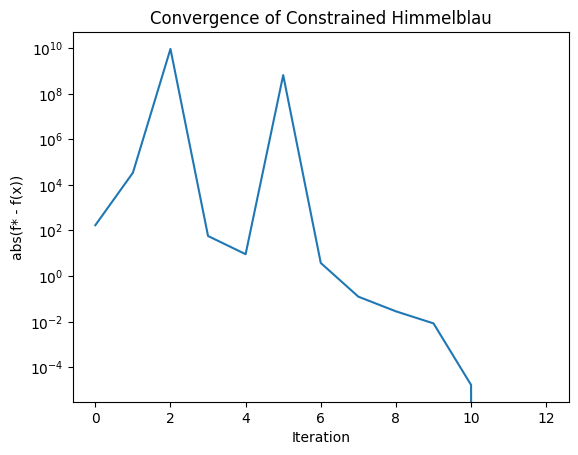 Convergence of Constrained Himmelblau
abs(f* - f(x))
10^10
10^8
10^6
10^4
10^2
10^0
10^−2
10^−4
0 2 4 6 8 10 12
Iteration